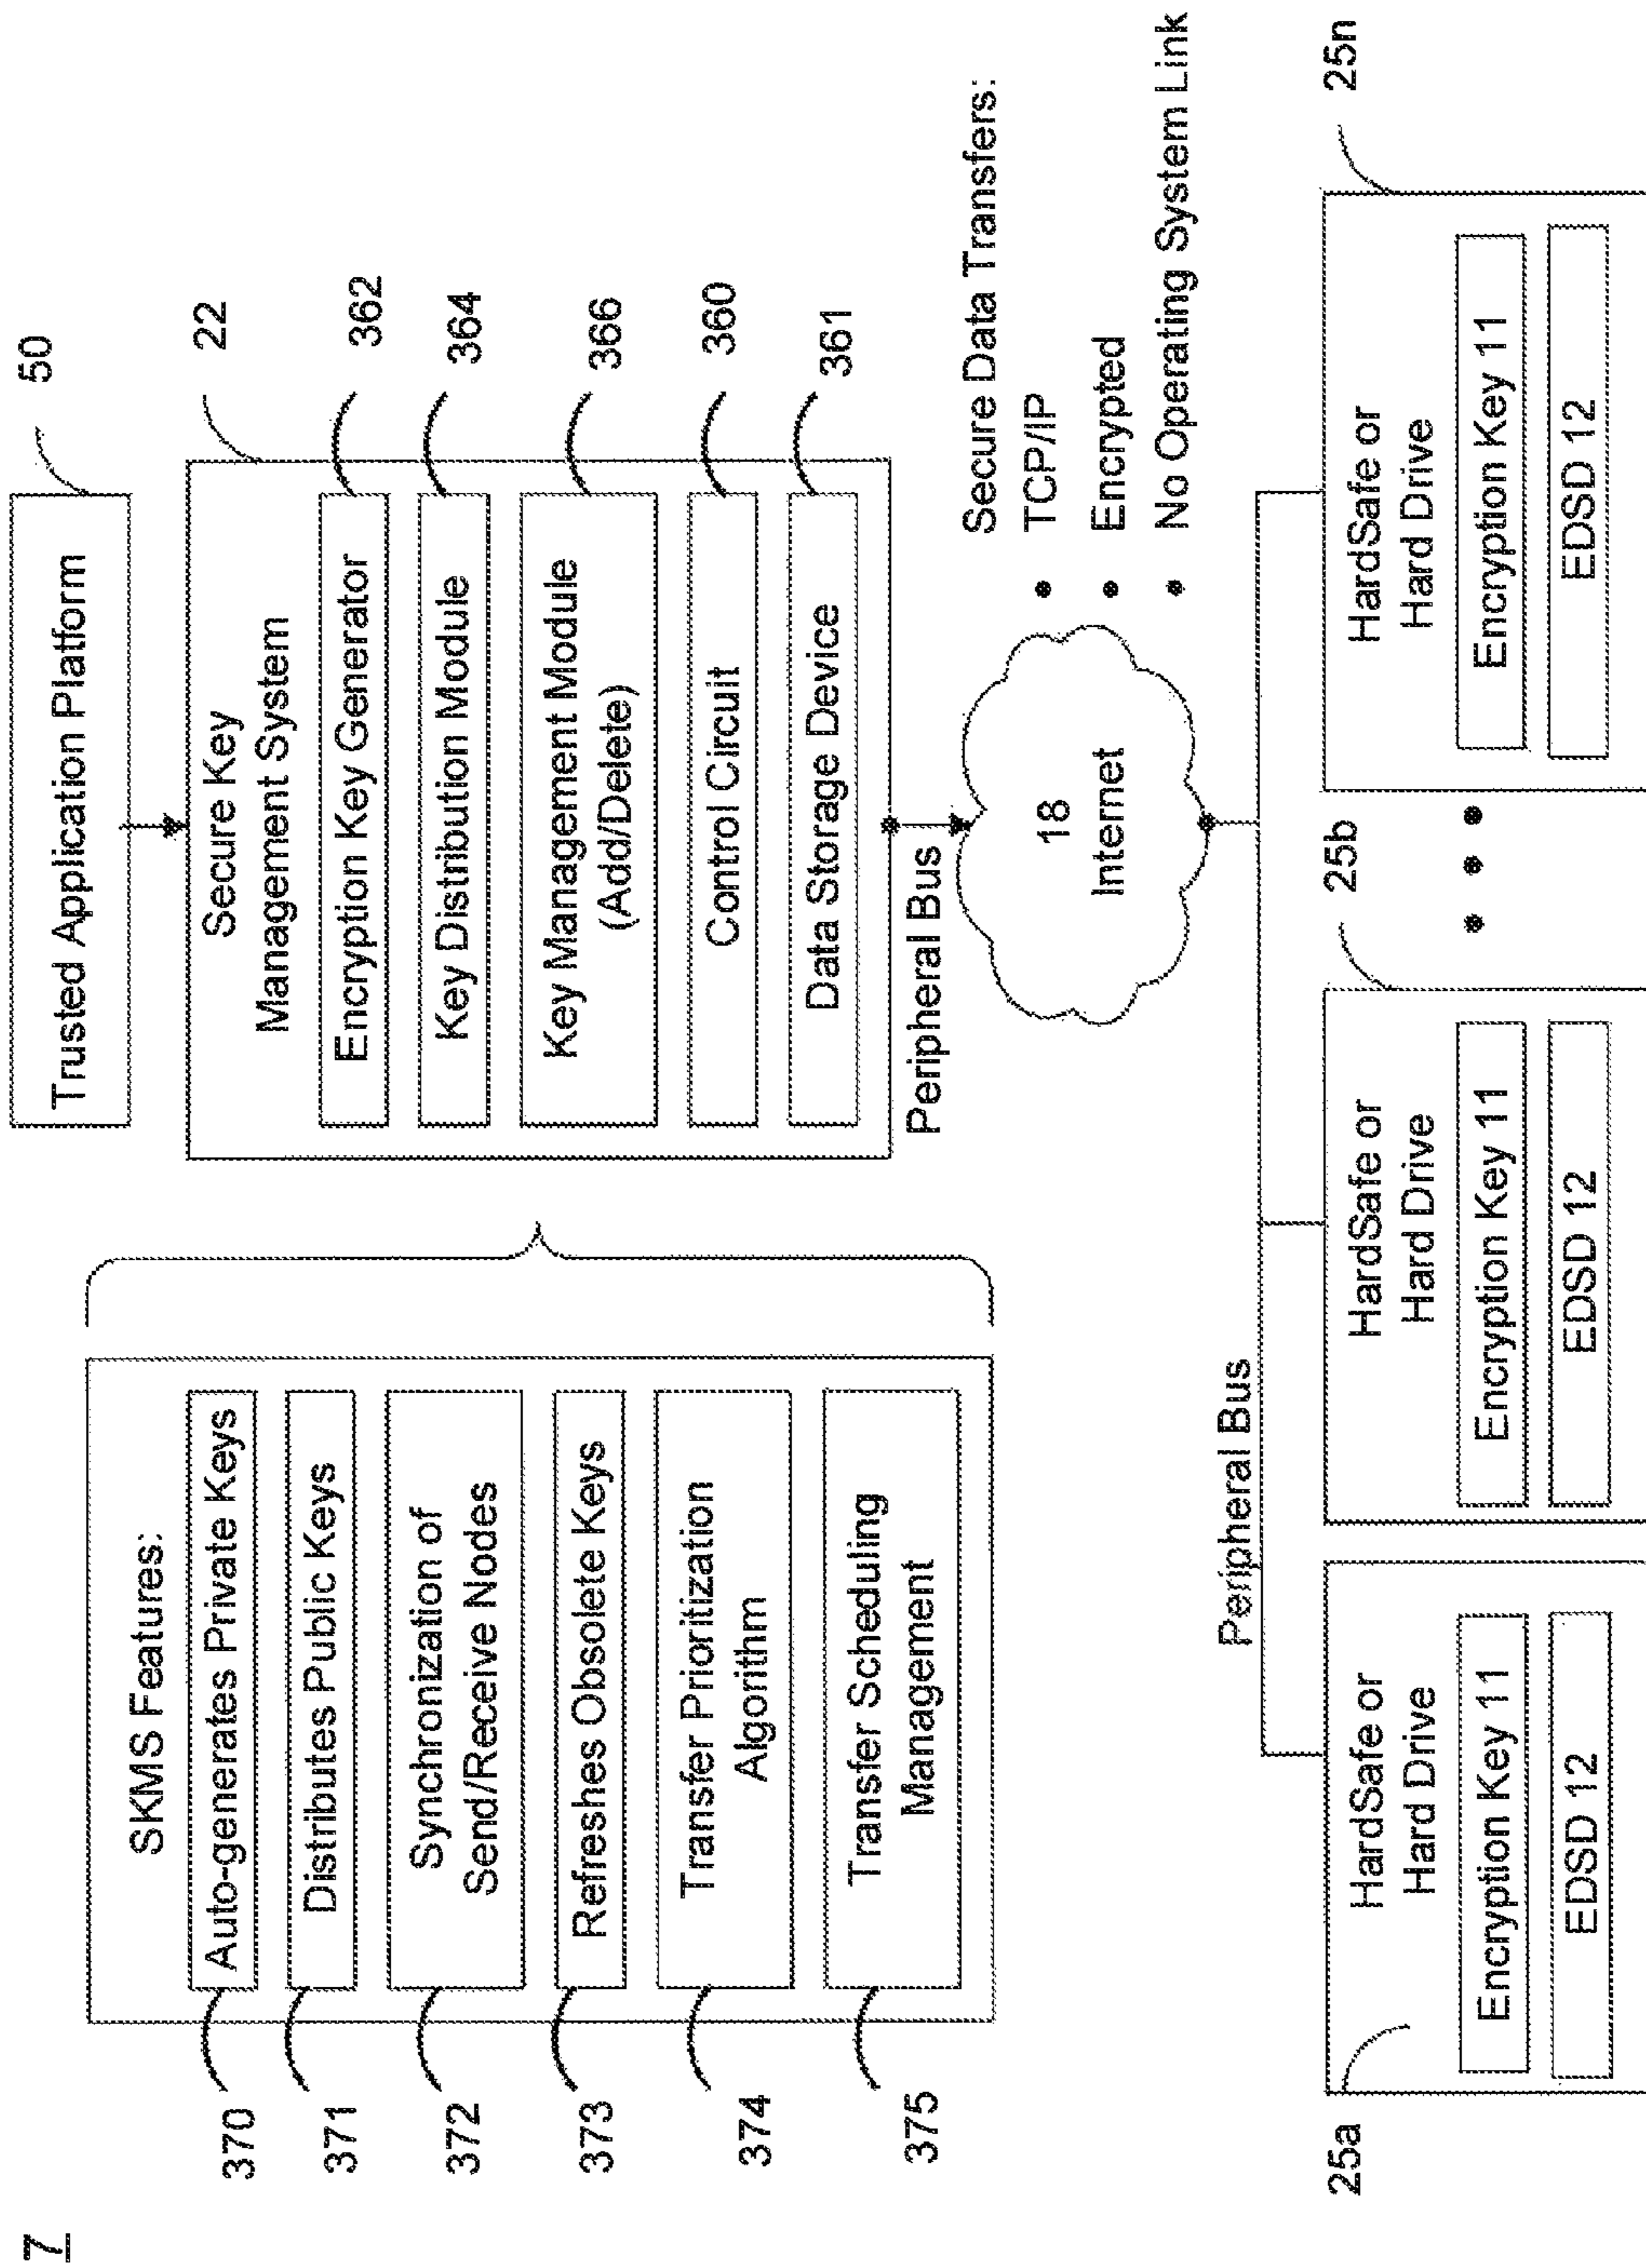 7
50
Trusted Application Platform
SKMS Features:
370
Auto-generates Private Keys
371
Distributes Public Keys
372
Synchronization of
Send/Receive Nodes
373
Refreshes Obsolete Keys
374
Transfer Prioritization
Algorithm
375
Transfer Scheduling
Management
22
Secure Key
Management System
Encryption Key Generator
362
Key Distribution Module
364
Key Management Module
(Add/Delete)
366
Control Circuit
360
Data Storage Device
361
Peripheral Bus
18
Internet
Secure Data Transfers:
• TCP/IP
• Encrypted
• No Operating System Link
Peripheral Bus
25a
HardSafe or
Hard Drive
Encryption Key 11
EDSD 12
25b
HardSafe or
Hard Drive
Encryption Key 11
EDSD 12
• • •
25n
HardSafe or
Hard Drive
Encryption Key 11
EDSD 12